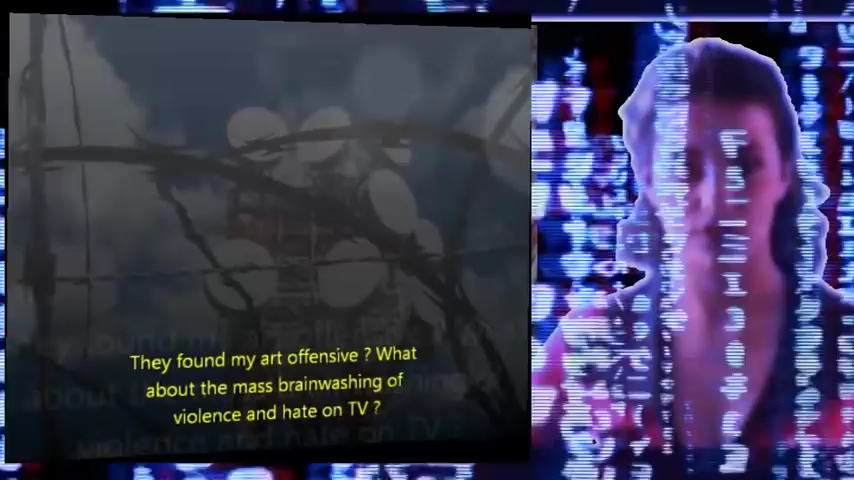 They found my art offensive ? What
about the mass brainwashing of
violence and hate on TV ?